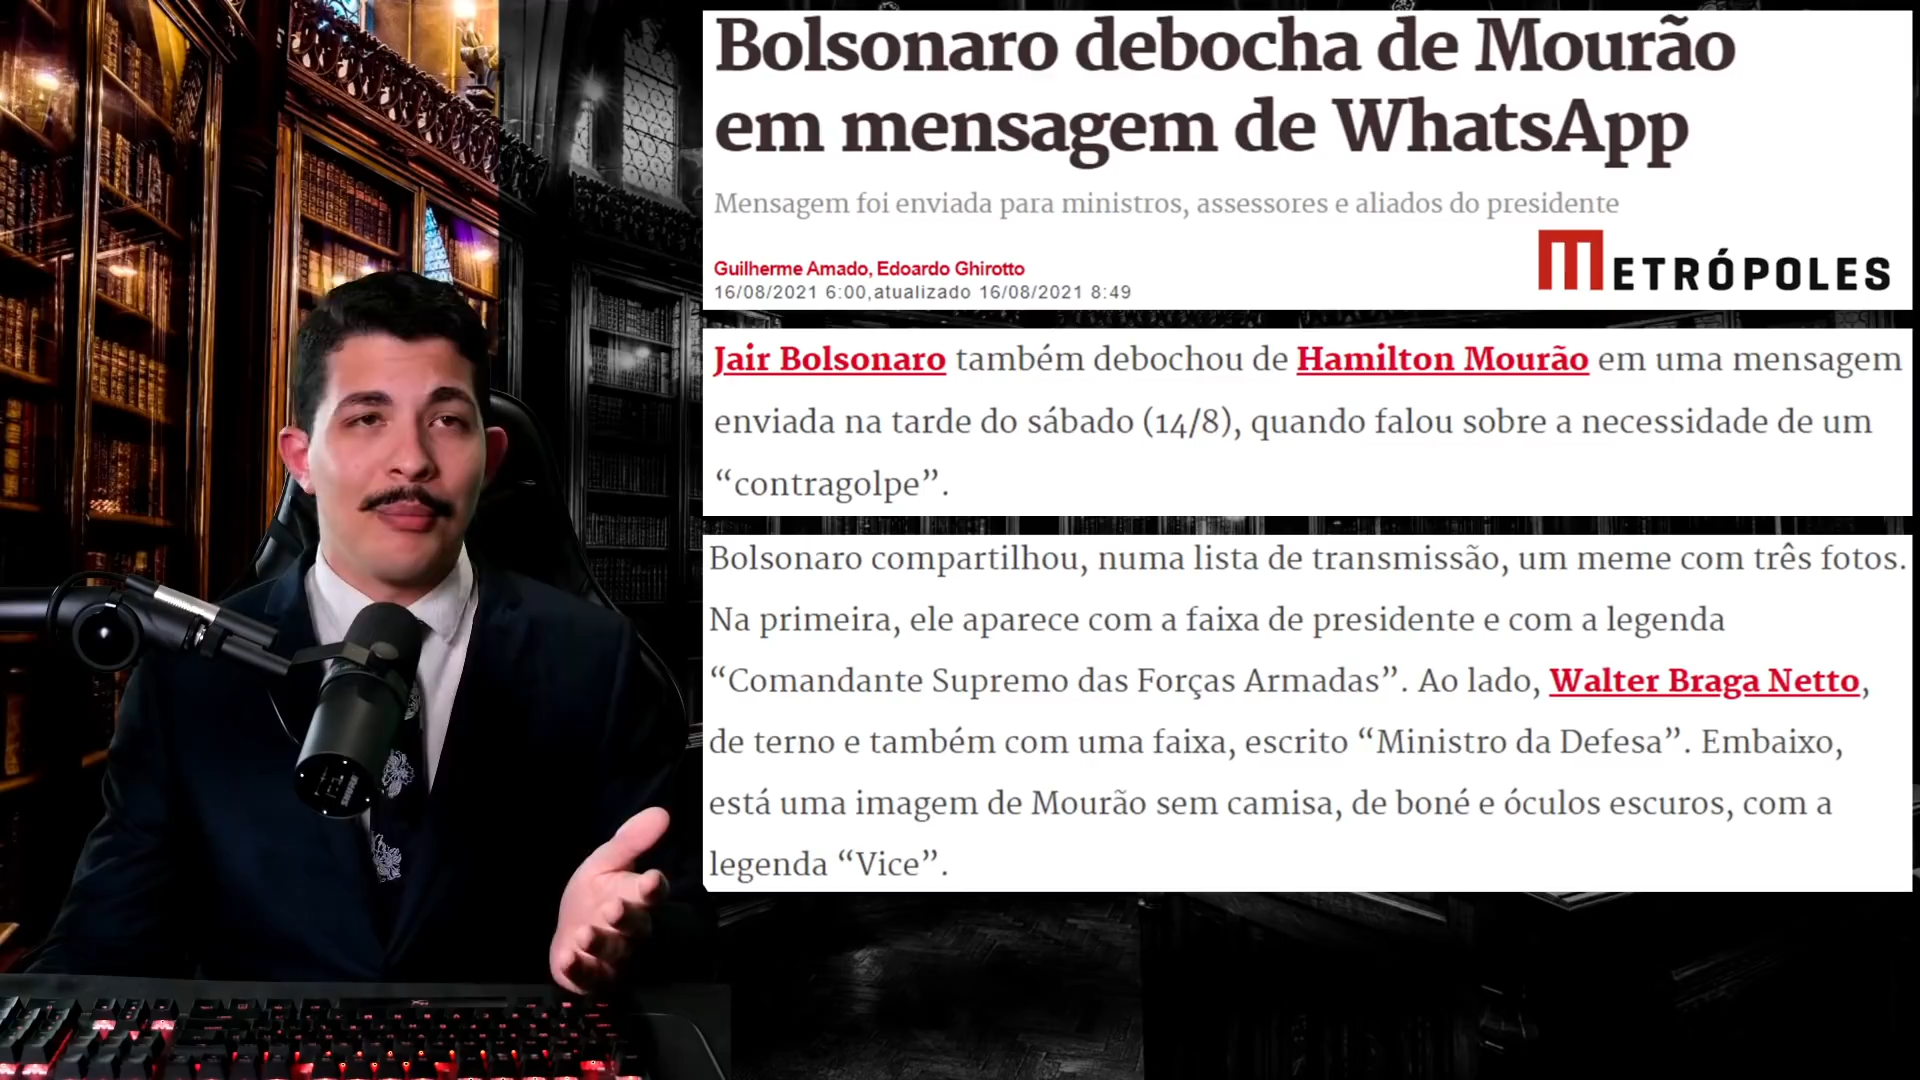 Bolsonaro debocha de Mourão
em mensagem de WhatsApp
Mensagem foi enviada para ministros, assessores e aliados do presidente
Guilherme Amado, Edoardo Ghirotto
16/08/2021 6:00,atualizado 16/08/2021 8:49
METRÓPOLES
Jair Bolsonaro também debochou de Hamilton Mourão em uma mensagem
enviada na tarde do sábado (14/8), quando falou sobre a necessidade de um
“contragolpe”.
Bolsonaro compartilhou, numa lista de transmissão, um meme com três fotos.
Na primeira, ele aparece com a faixa de presidente e com a legenda
“Comandante Supremo das Forças Armadas”. Ao lado, Walter Braga Netto,
de terno e também com uma faixa, escrito “Ministro da Defesa”. Embaixo,
está uma imagem de Mourão sem camisa, de boné e óculos escuros, com a
legenda “Vice”.